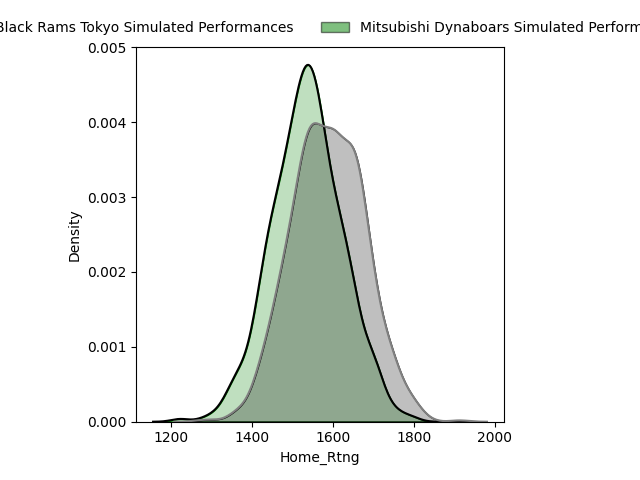 Black Rams Tokyo Simulated Performances Mitsubishi Dynaboars Simulated Perform
0.005
0.004
0.003
0.002
0.001
0.000
Density
1200 1400 1600 1800 2000
Home_Rtng